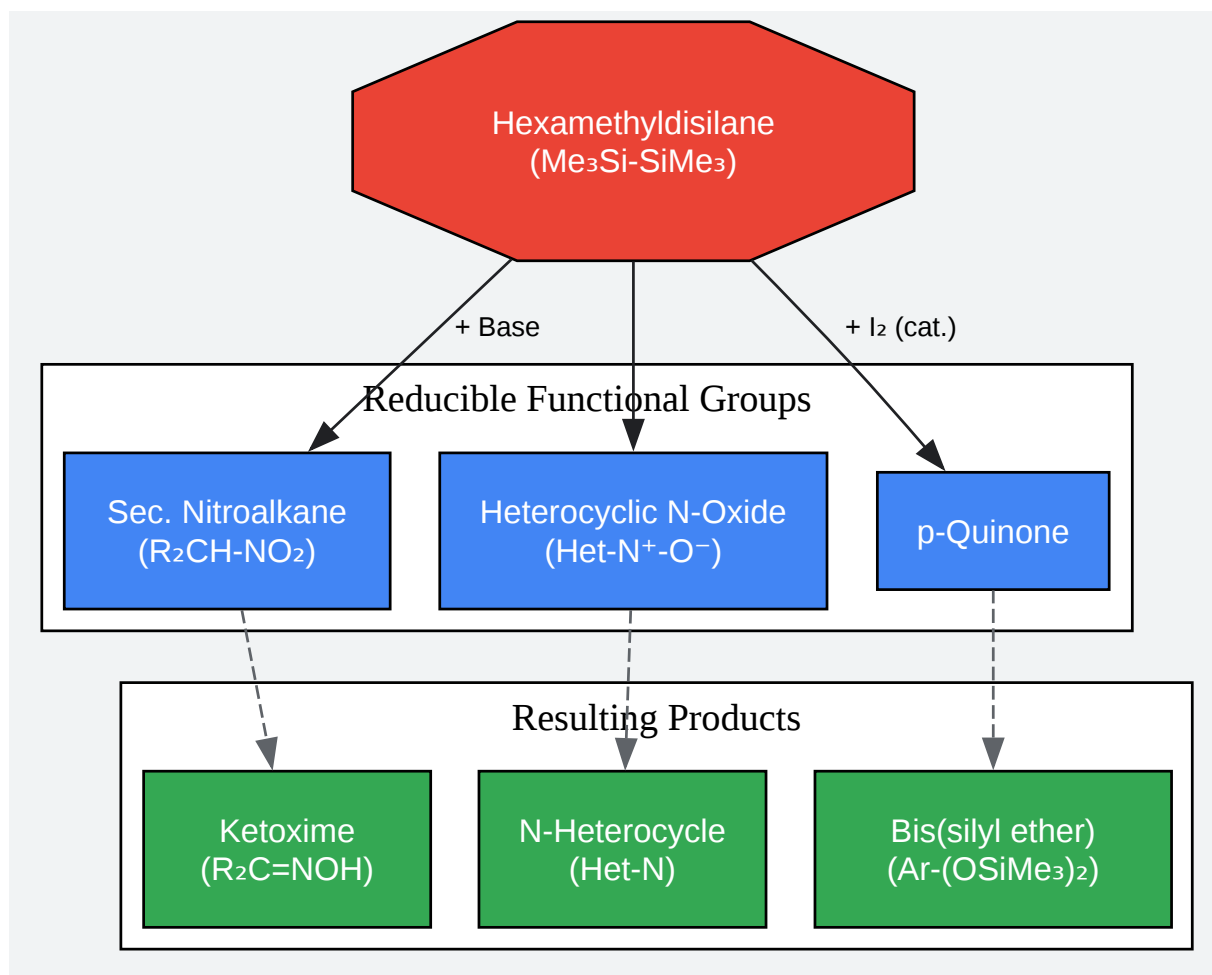 Hexamethyldisilane
(Me₃Si-SiMe₃)
+ Base
+ I₂ (cat.)
Reducible Functional Groups
Sec. Nitroalkane
(R₂CH-NO₂)
Heterocyclic N-Oxide
(Het-N⁺-O⁻)
p-Quinone
Resulting Products
Ketoxime
(R₂C=NOH)
N-Heterocycle
(Het-N)
Bis(silyl ether)
(Ar-(OSiMe₃)₂)